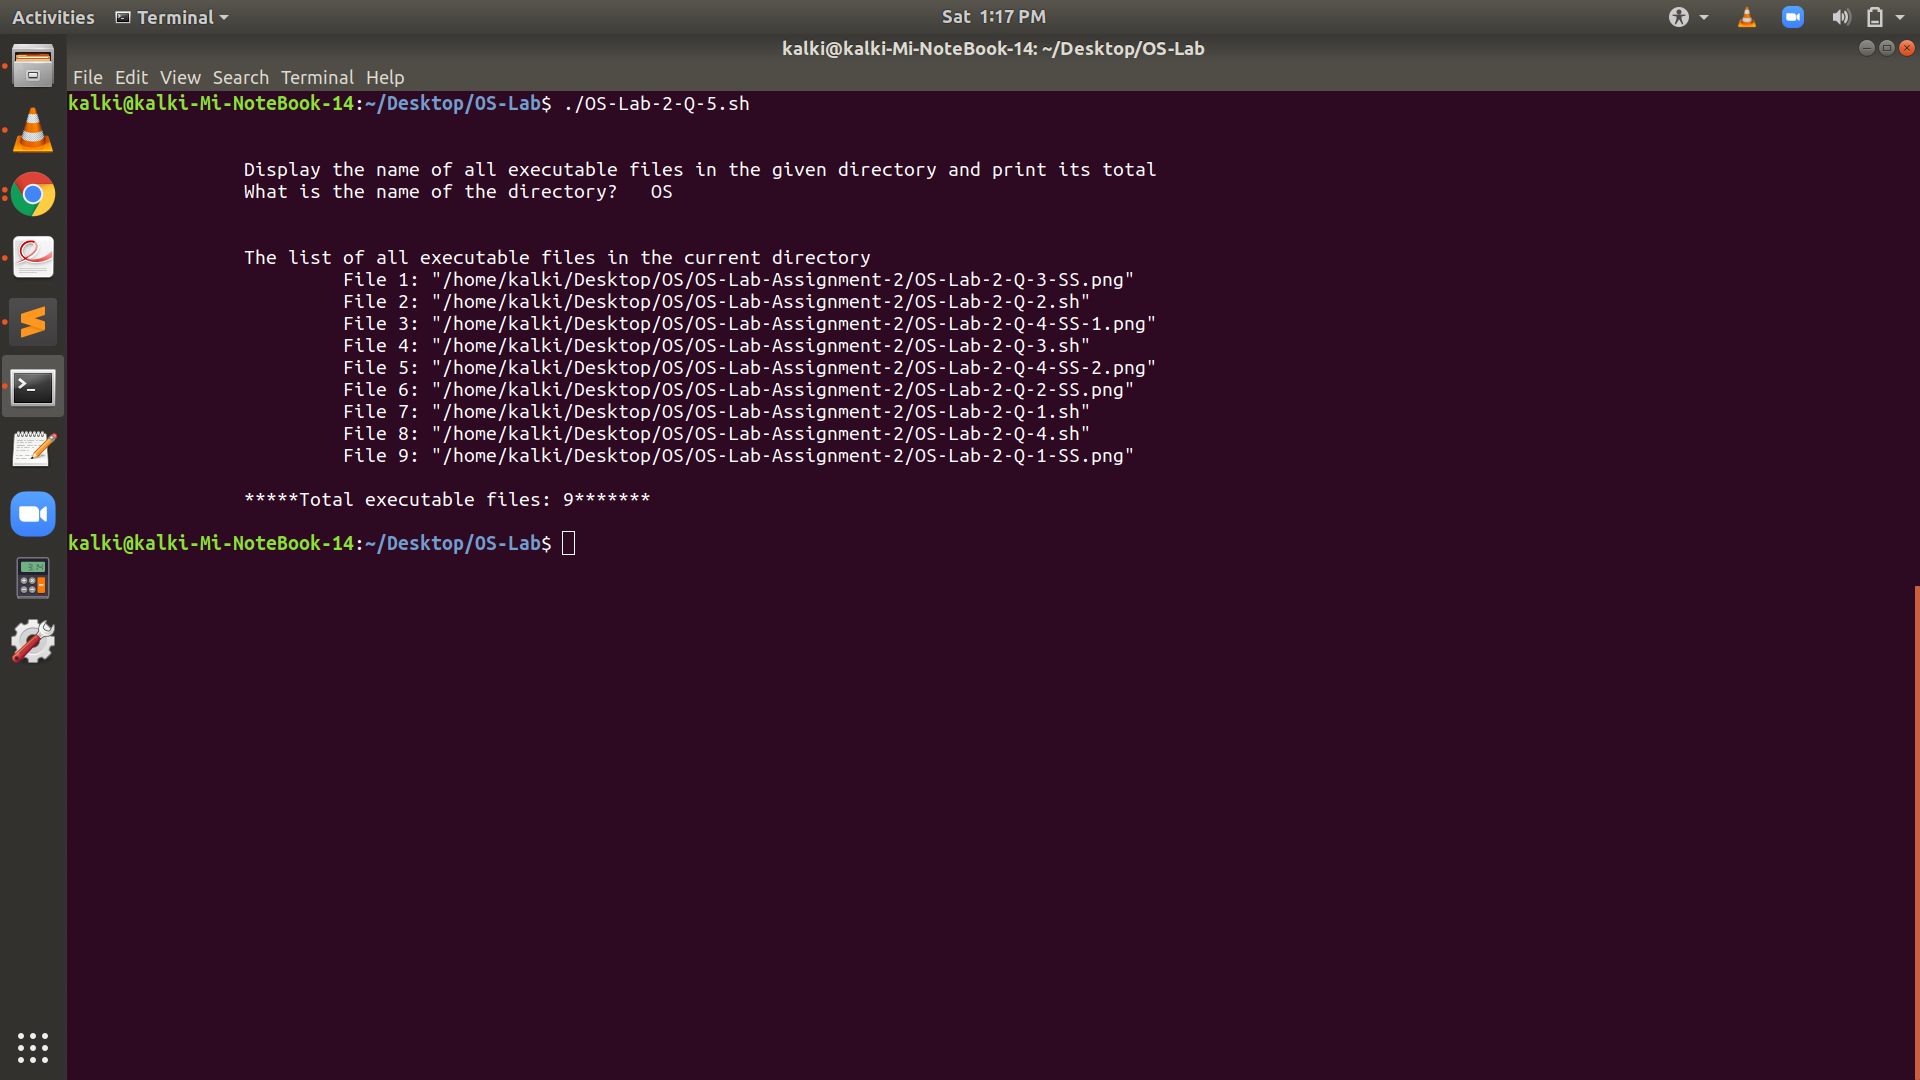 Activities Terminal Sat 1:17 PM
kalki@kalki-Mi-NoteBook-14: ~/Desktop/OS-Lab
File Edit View Search Terminal Help
kalki@kalki-Mi-NoteBook-14:~/Desktop/OS-Lab$ ./OS-Lab-2-Q-5.sh
Display the name of all executable files in the given directory and print its total
What is the name of the directory? OS
The list of all executable files in the current directory
File 1: "/home/kalki/Desktop/OS/OS-Lab-Assignment-2/OS-Lab-2-Q-3-SS.png"
File 2: "/home/kalki/Desktop/OS/OS-Lab-Assignment-2/OS-Lab-2-Q-2.sh"
File 3: "/home/kalki/Desktop/OS/OS-Lab-Assignment-2/OS-Lab-2-Q-4-SS-1.png"
File 4: "/home/kalki/Desktop/OS/OS-Lab-Assignment-2/OS-Lab-2-Q-3.sh"
File 5: "/home/kalki/Desktop/OS/OS-Lab-Assignment-2/OS-Lab-2-Q-4-SS-2.png"
File 6: "/home/kalki/Desktop/OS/OS-Lab-Assignment-2/OS-Lab-2-Q-2-SS.png"
File 7: "/home/kalki/Desktop/OS/OS-Lab-Assignment-2/OS-Lab-2-Q-1.sh"
File 8: "/home/kalki/Desktop/OS/OS-Lab-Assignment-2/OS-Lab-2-Q-4.sh"
File 9: "/home/kalki/Desktop/OS/OS-Lab-Assignment-2/OS-Lab-2-Q-1-SS.png"
*****Total executable files: 9*******
kalki@kalki-Mi-NoteBook-14:~/Desktop/OS-Lab$